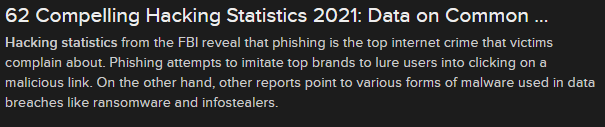 62 Compelling Hacking Statistics 2021: Data on Common ...
Hacking statistics from the FBI reveal that phishing is the top internet crime that victims
complain about. Phishing attempts to imitate top brands to lure users into clicking on a
malicious link. On the other hand, other reports point to various forms of malware used in data
breaches like ransomware and infostealers.